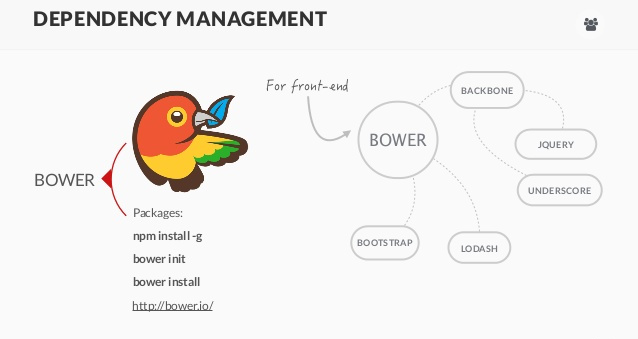 DEPENDENCY MANAGEMENT
For front-end
BACKBONE
BOWER
JQUERY
BOWER
UNDERSCORE
Packages:
npm install -g
bower init
bower install
http://bower.io/
BOOTSTRAP
LODASH